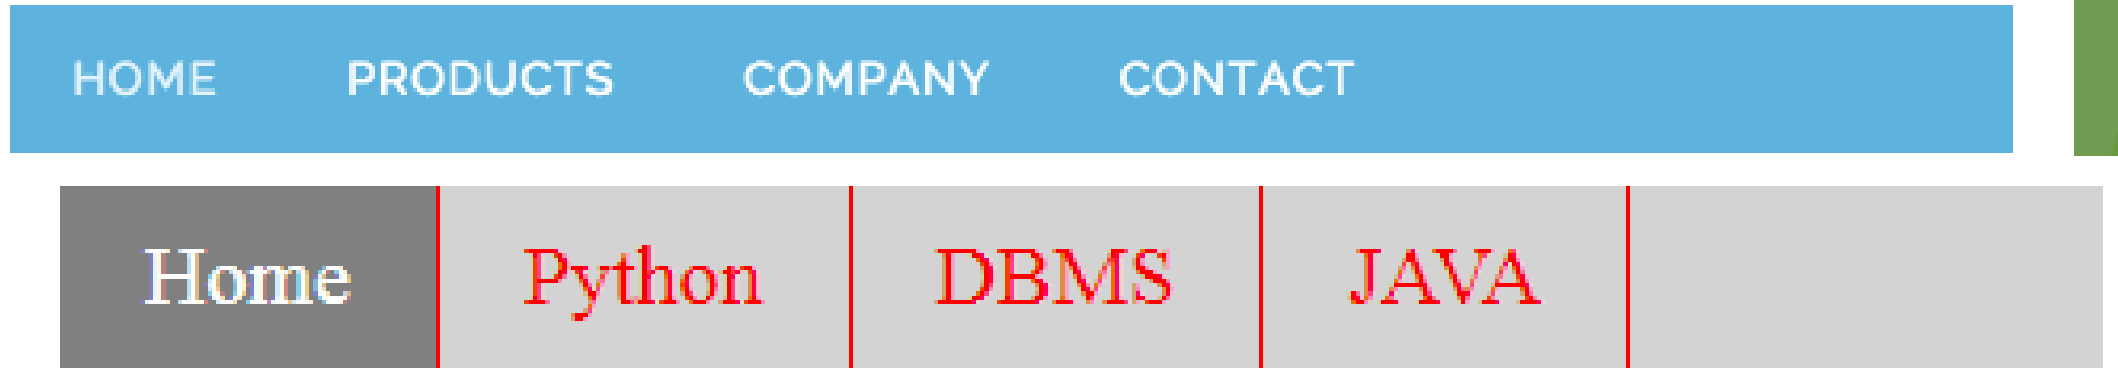 HOME PRODUCTS COMPANY CONTACT
Home Python DBMS JAVA